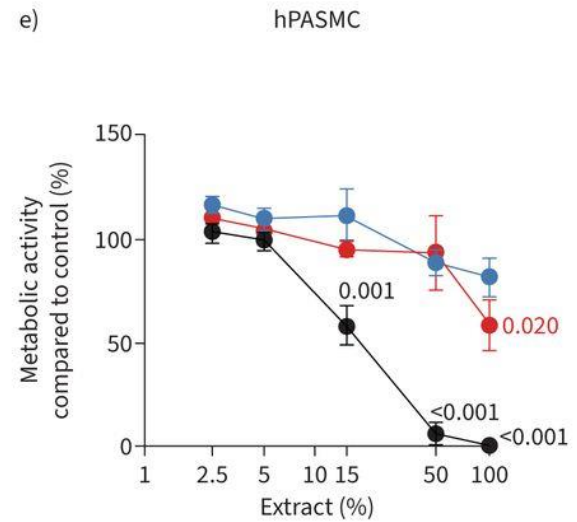 e)
hPASMC
Metabolic activity
compared to control (%)
150
100
50
0
0.001
0.020
<0.001
<0.001
1 2.5 5 10 15 50 100
Extract (%)